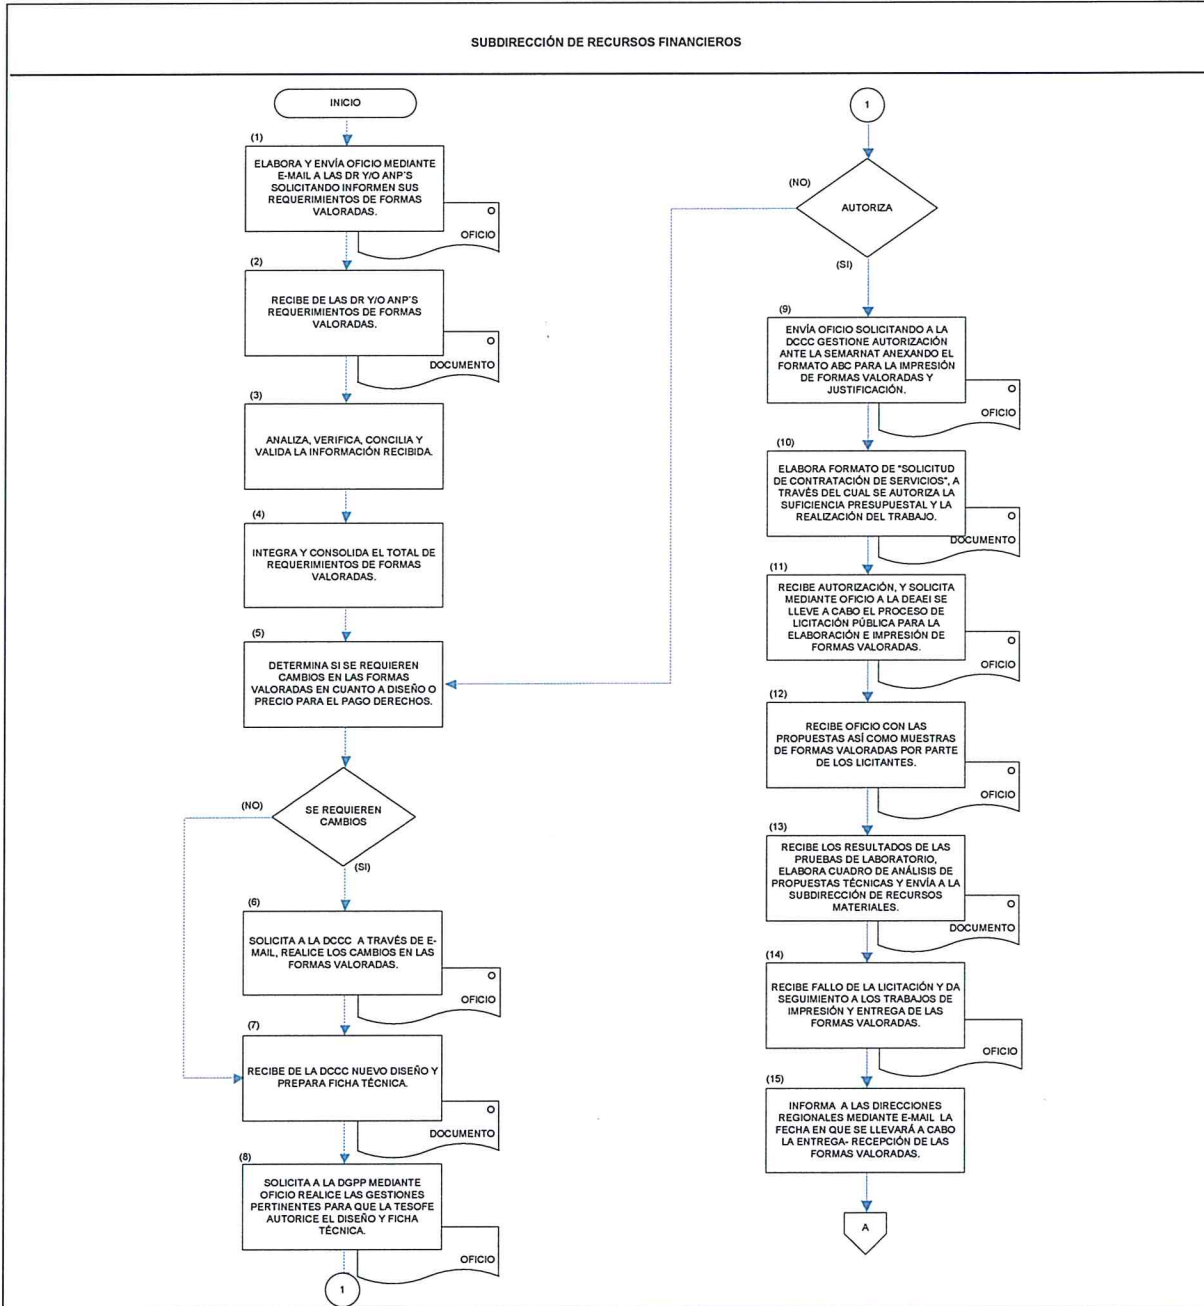 SUBDIRECCIÓN DE RECURSOS FINANCIEROS
INICIO
(1)
ELABORA Y ENVÍA OFICIO MEDIANTE
E-MAIL A LAS DR Y/O ANP´S
SOLICITANDO INFORMEN SUS
REQUERIMIENTOS DE FORMAS
VALORADAS.
O
OFICIO
(2)
RECIBE DE LAS DR Y/O ANP´S
REQUERIMIENTOS DE FORMAS
VALORADAS.
O
DOCUMENTO
(3)
ANALIZA, VERIFICA, CONCILIA Y
VALIDA LA INFORMACIÓN RECIBIDA.
(4)
INTEGRA Y CONSOLIDA EL TOTAL DE
REQUERIMIENTOS DE FORMAS
VALORADAS.
(5)
DETERMINA SI SE REQUIEREN
CAMBIOS EN LAS FORMAS
VALORADAS EN CUANTO A DISEÑO O
PRECIO PARA EL PAGO DERECHOS.
(NO)
SE REQUIEREN
CAMBIOS
(SI)
(6)
SOLICITA A LA DCCC A TRAVÉS DE E-
MAIL, REALICE LOS CAMBIOS EN LAS
FORMAS VALORADAS.
O
OFICIO
(7)
RECIBE DE LA DCCC NUEVO DISEÑO Y
PREPARA FICHA TÉCNICA.
O
DOCUMENTO
(8)
SOLICITA A LA DGPP MEDIANTE
OFICIO REALICE LAS GESTIONES
PERTINENTES PARA QUE LA TESOFE
AUTORICE EL DISEÑO Y FICHA
TÉCNICA.
OFICIO
1
1
(NO)
AUTORIZA
(SI)
(9)
ENVÍA OFICIO SOLICITANDO A LA
DCCC GESTIONE AUTORIZACIÓN
ANTE LA SEMARNAT ANEXANDO EL
FORMATO ABC PARA LA IMPRESIÓN
DE FORMAS VALORADAS Y
JUSTIFICACIÓN.
O
OFICIO
(10)
ELABORA FORMATO DE "SOLICITUD
DE CONTRATACIÓN DE SERVICIOS", A
TRAVÉS DEL CUAL SE AUTORIZA LA
SUFICIENCIA PRESUPUESTAL Y LA
REALIZACIÓN DEL TRABAJO.
O
DOCUMENTO
(11)
RECIBE AUTORIZACIÓN, Y SOLICITA
MEDIANTE OFICIO A LA DEAEI SE
LLEVE A CABO EL PROCESO DE
LICITACIÓN PÚBLICA PARA LA
ELABORACIÓN E IMPRESIÓN DE
FORMAS VALORADAS.
O
OFICIO
(12)
RECIBE OFICIO CON LAS
PROPUESTAS ASÍ COMO MUESTRAS
DE FORMAS VALORADAS POR PARTE
DE LOS LICITANTES.
O
OFICIO
(13)
RECIBE LOS RESULTADOS DE LAS
PRUEBAS DE LABORATORIO,
ELABORA CUADRO DE ANÁLISIS DE
PROPUESTAS TÉCNICAS Y ENVÍA A LA
SUBDIRECCIÓN DE RECURSOS
MATERIALES.
O
DOCUMENTO
(14)
RECIBE FALLO DE LA LICITACIÓN Y DA
SEGUIMIENTO A LOS TRABAJOS DE
IMPRESIÓN Y ENTREGA DE LAS
FORMAS VALORADAS.
OFICIO
(15)
INFORMA A LAS DIRECCIONES
REGIONALES MEDIANTE E-MAIL LA
FECHA EN QUE SE LLEVARÁ A CABO
LA ENTREGA- RECEPCIÓN DE LAS
FORMAS VALORADAS.
A